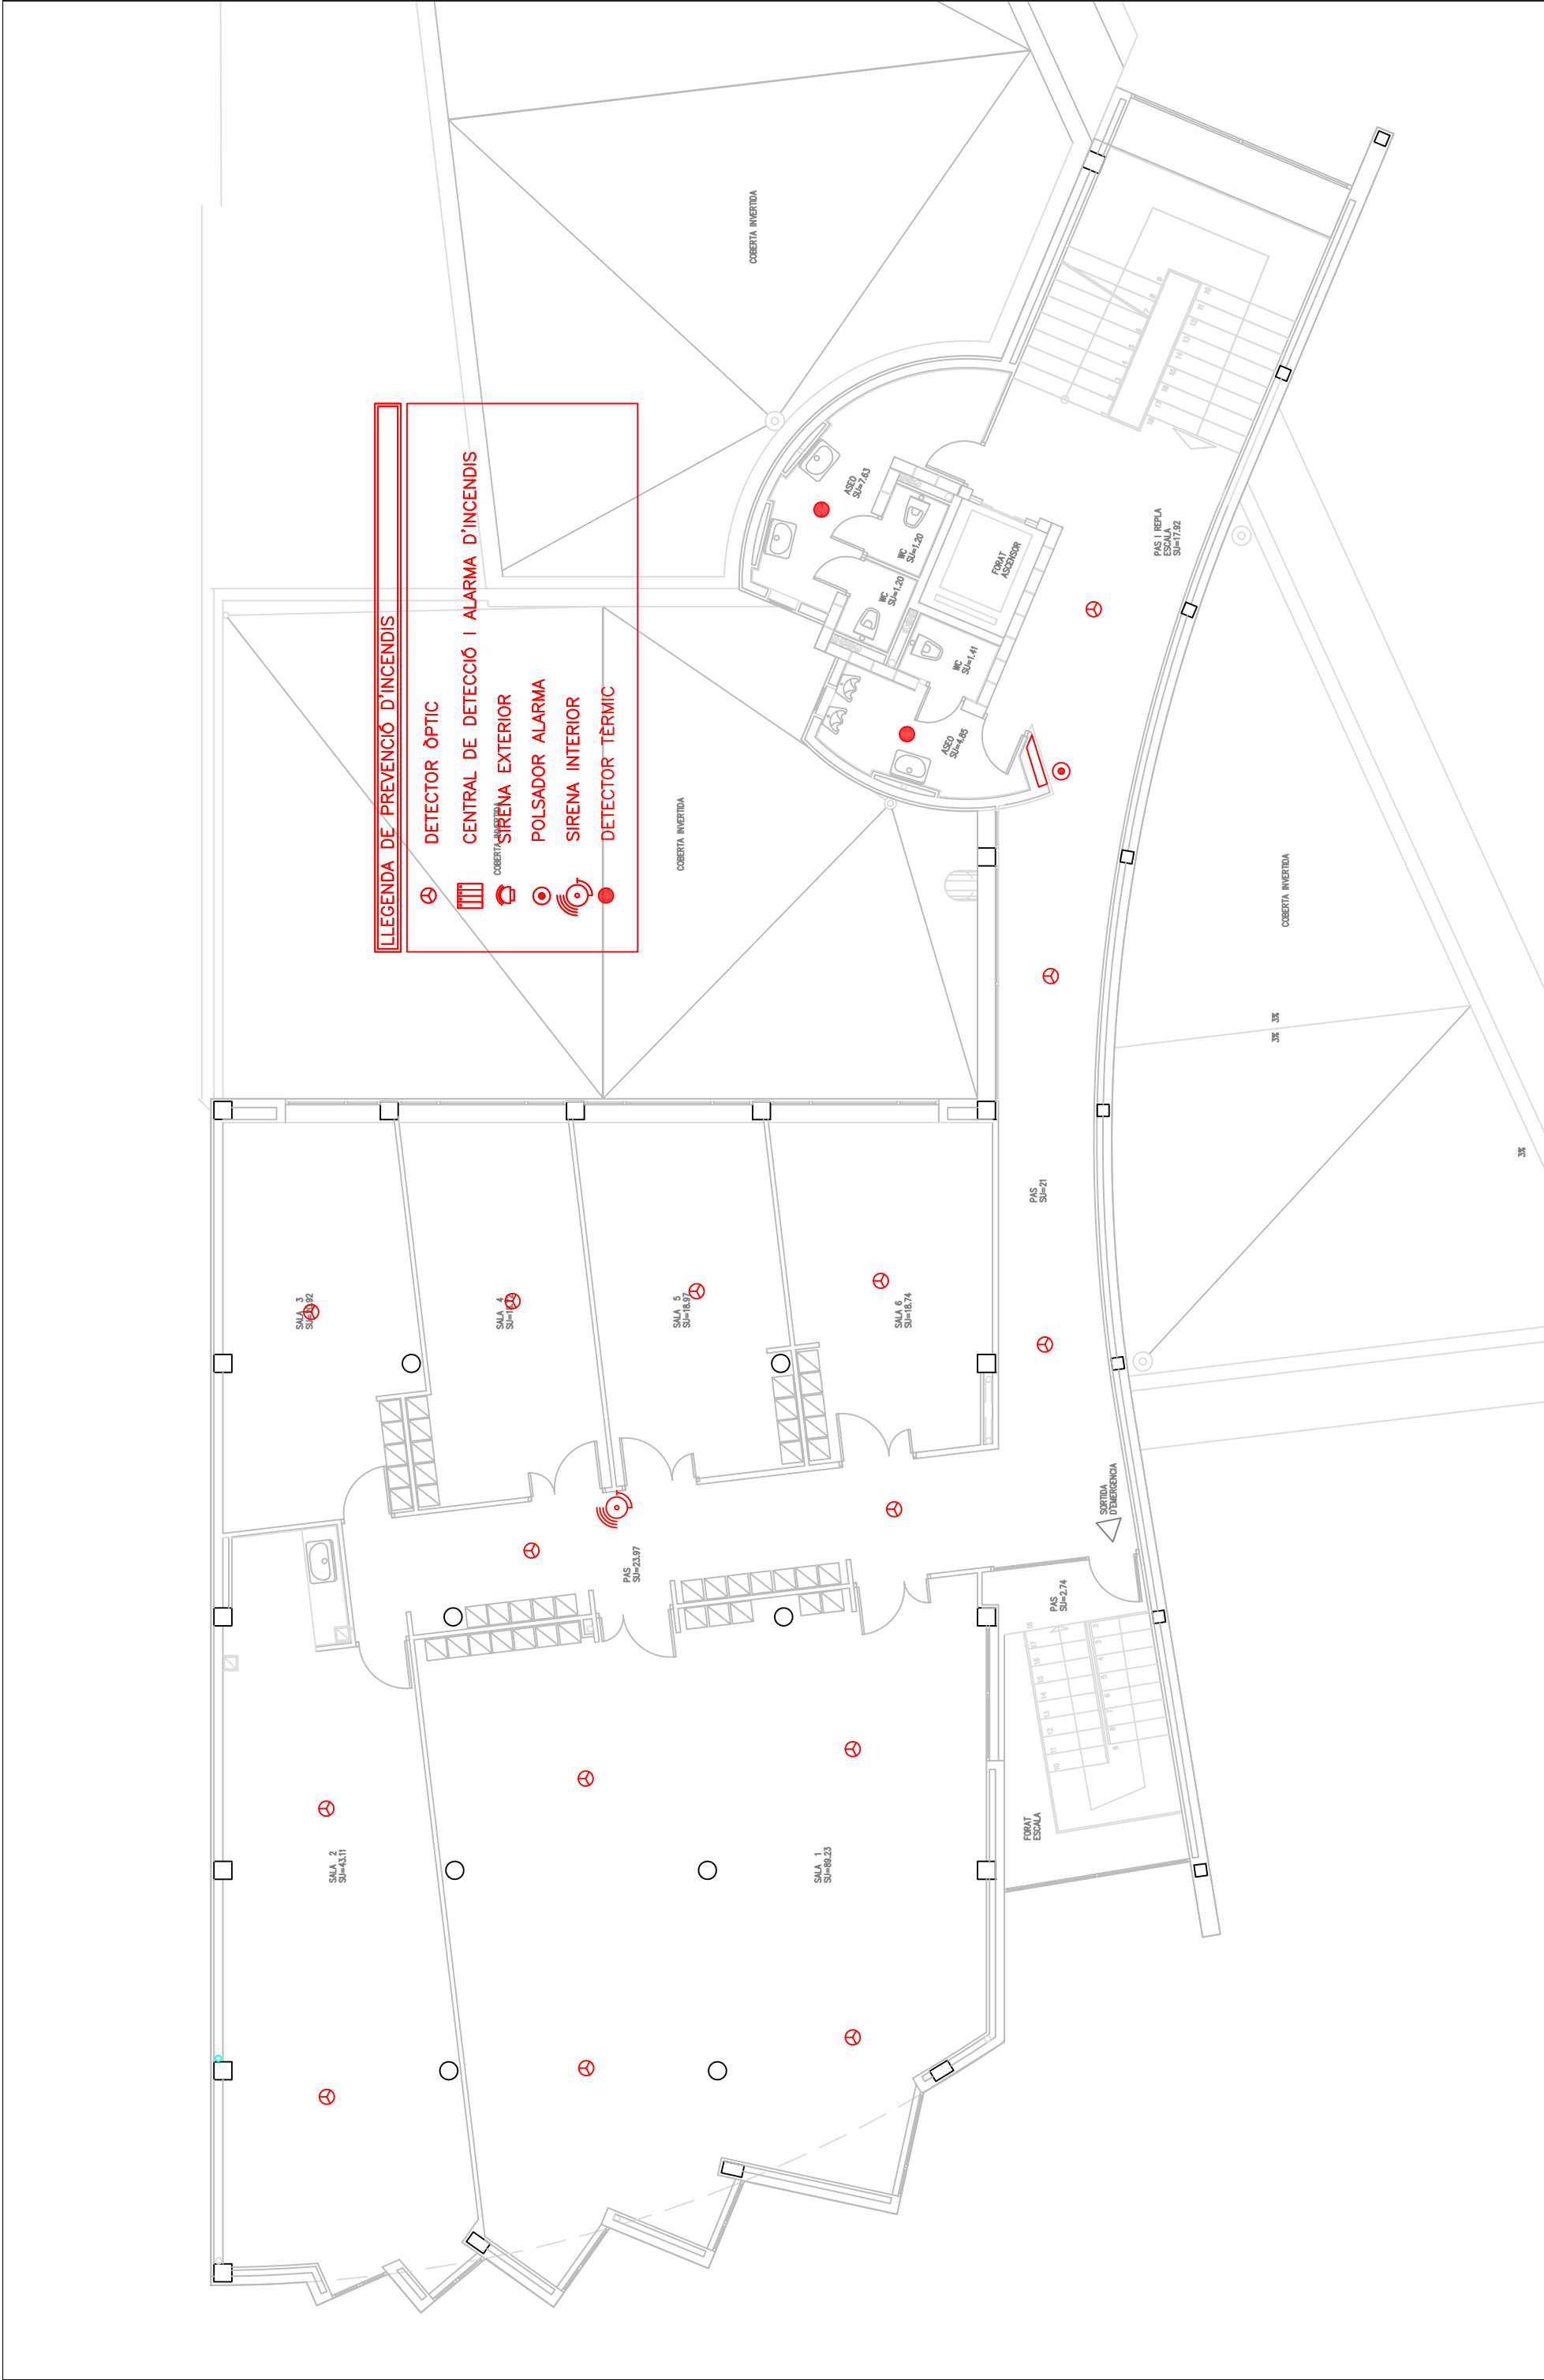 LLEGENDA DE PREVENCIÓ D'INCENDIS
DETECTOR ÒPTIC
CENTRAL DE DETECCIÓ I ALARMA D'INCENDIS
SIRENA EXTERIOR
POLSADOR ALARMA
SIRENA INTERIOR
DETECTOR TÈRMIC
COBERTA INVERTIDA
COBERTA INVERTIDA
COBERTA INVERTIDA
COBERTA INVERTIDA
ASEO
SU=7.63
WC
SU=1.20
WC
SU=1.20
FORAT
ASCENSOR
WC
SU=1.41
ASEO
SU=4.85
PAS I REPLA
ESCALA
SU=17.92
3% 3%
3%
PAS
SU=21
SALA 3
SALA 4
SALA 5
SU=18.97
SALA 6
SU=18.74
PAS
SU=23.97
SORTIDA
D'EMERGENCIA
PAS
SU=2.74
FORAT
ESCALA
SALA 2
SU=43.11
SALA 1
SU=89.23